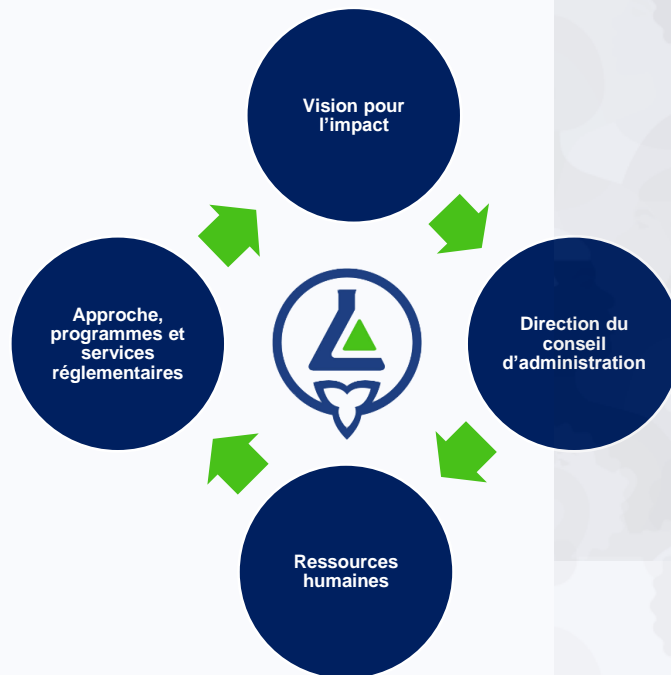 Vision pour
l’impact
Direction du
conseil
d’administration
Ressources
humaines
Approche,
programmes et
services
réglementaires